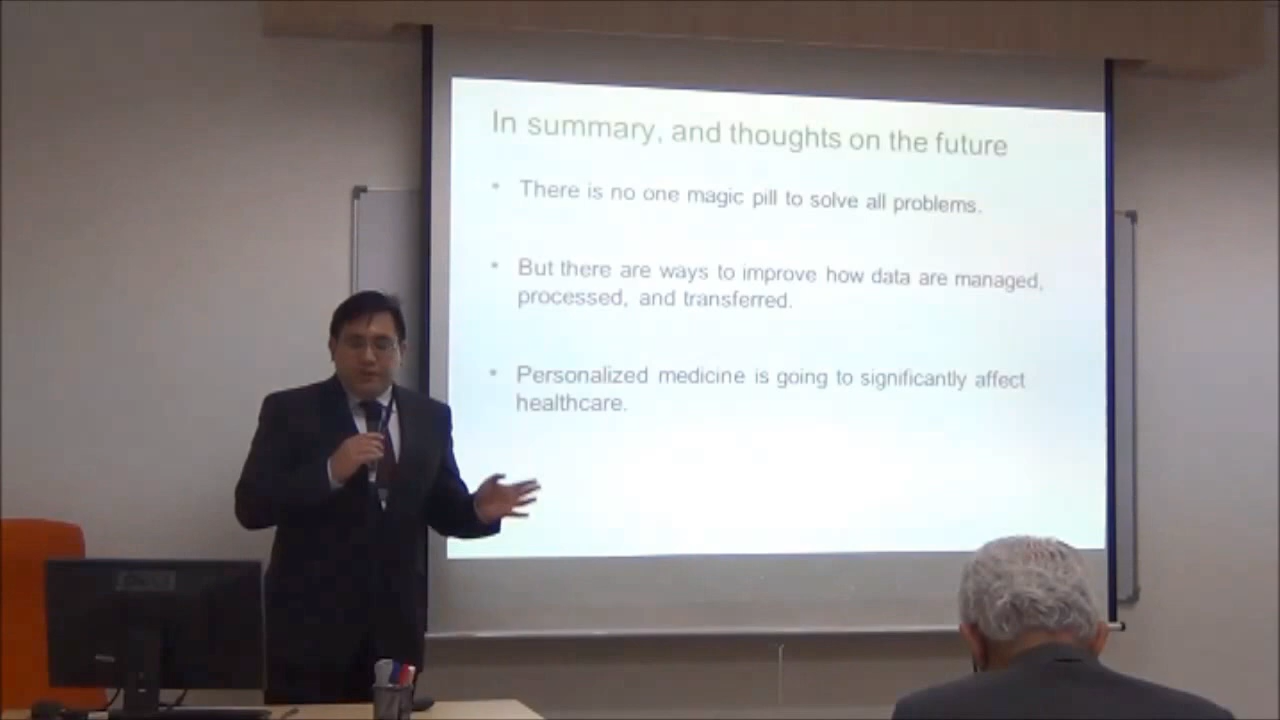 In summary, and thoughts on the future
• There is no one magic pill to solve all problems.
• But there are ways to improve how data are managed,
processed, and transferred.
• Personalized medicine is going to significantly affect
healthcare.